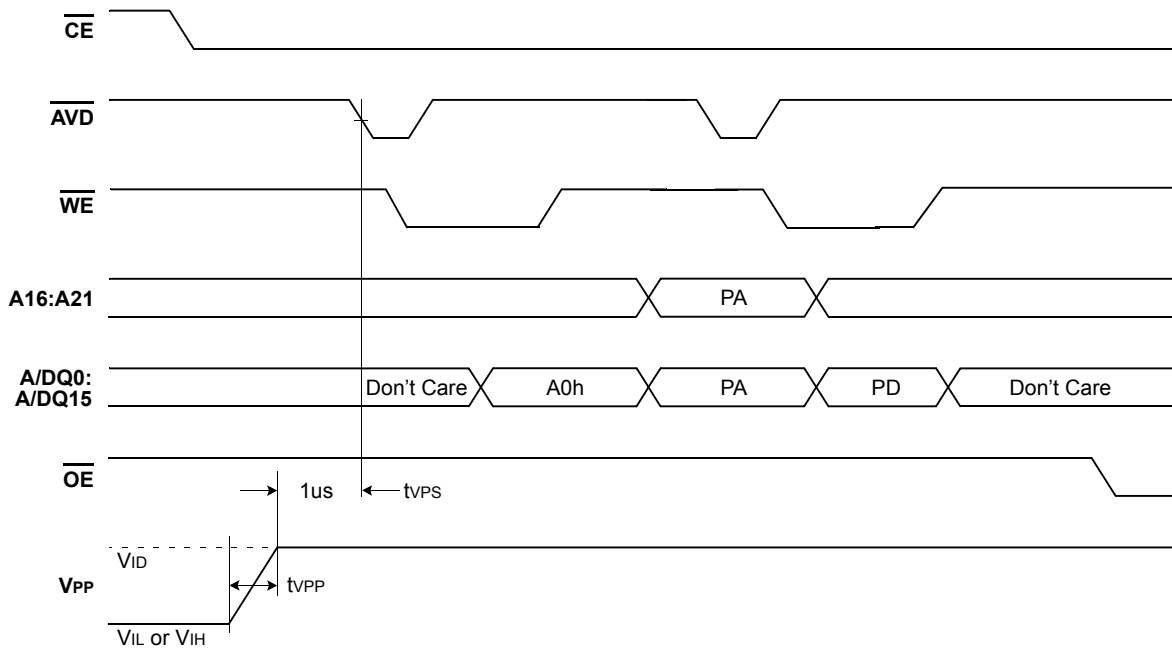 CE
AVD
WE
A16:A21
PA
A/DQ0:
A/DQ15
Don't Care
A0h
PA
PD
Don't Care
OE
1us
tVPS
VID
VPP
tVPP
VIL or VIH